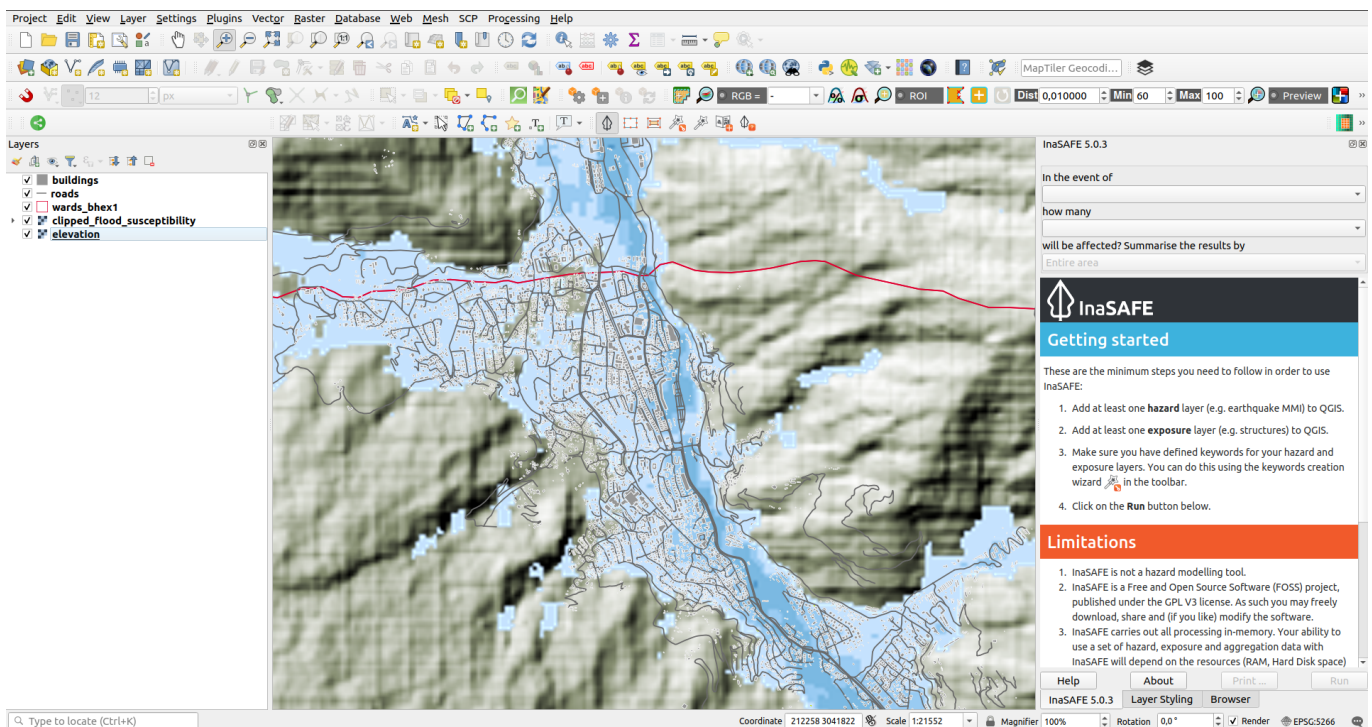 Project Edit View Layer Settings Plugins Vector Raster Database Web Mesh SCP Processing Help
MapTiler Geocodi...
12 px RGB = - ROI Dist 0,010000 Min 60 Max 100 Preview
Layers
buildings
roads
wards_bhex1
clipped_flood_susceptibility
elevation
InaSAFE 5.0.3
In the event of
how many
will be affected? Summarise the results by
Entire area
InaSAFE
Getting started
These are the minimum steps you need to follow in order to use
InaSAFE:
1. Add at least one hazard layer (e.g. earthquake MMI) to QGIS.
2. Add at least one exposure layer (e.g. structures) to QGIS.
3. Make sure you have defined keywords for your hazard and
exposure layers. You can do this using the keywords creation
wizard in the toolbar.
4. Click on the Run button below.
Limitations
1. InaSAFE is not a hazard modelling tool.
2. InaSAFE is a Free and Open Source Software (FOSS) project,
published under the GPL V3 license. As such you may freely
download, share and (if you like) modify the software.
3. InaSAFE carries out all processing in-memory. Your ability to
use a set of hazard, exposure and aggregation data with
InaSAFE will depend on the resources (RAM, Hard Disk space)
Help About Print ... Run
InaSAFE 5.0.3 Layer Styling Browser
Type to locate (Ctrl+K) Coordinate 212258 3041822 Scale 1:21552 Magnifier 100% Rotation 0,0 ° Render EPSG:5266